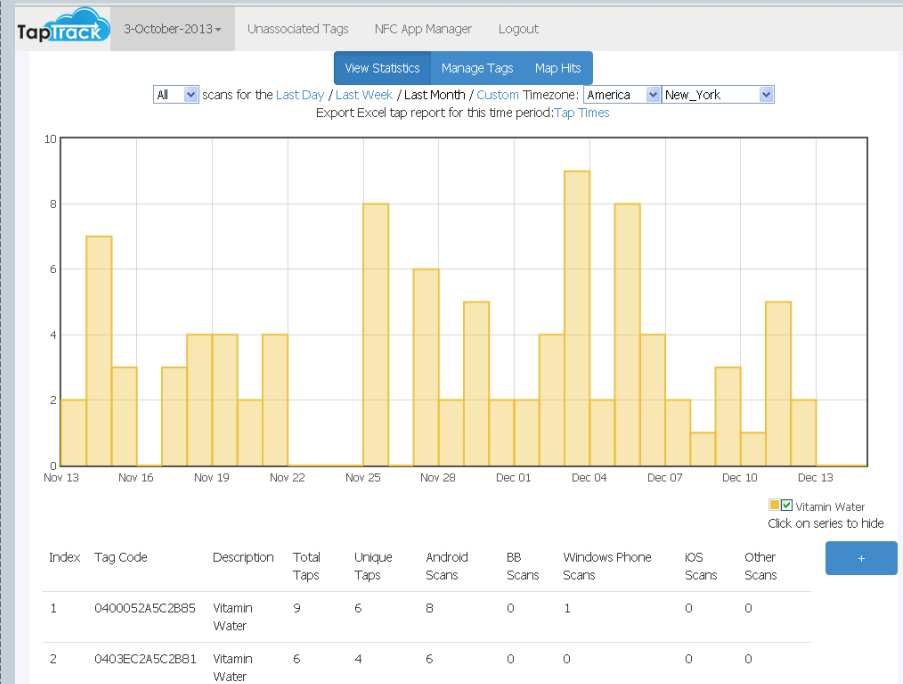 TapTrack 3-October-2013 Unassociated Tags NFC App Manager Logout
View Statistics Manage Tags Map Hits
All scans for the Last Day / Last Week / Last Month / Custom Timezone: America New_York
Export Excel tap report for this time period:Tap Times
10
8
6
4
2
0
Nov 13 Nov 16 Nov 19 Nov 22 Nov 25 Nov 28 Dec 01 Dec 04 Dec 07 Dec 10 Dec 13
Vitamin Water
Click on series to hide
Index Tag Code Description Total Taps Unique Taps Android Scans BB Scans Windows Phone Scans iOS Scans Other Scans +
1 0400052A5C2B85 Vitamin Water 9 6 8 0 1 0 0
2 0403EC2A5C2B81 Vitamin Water 6 4 6 0 0 0 0